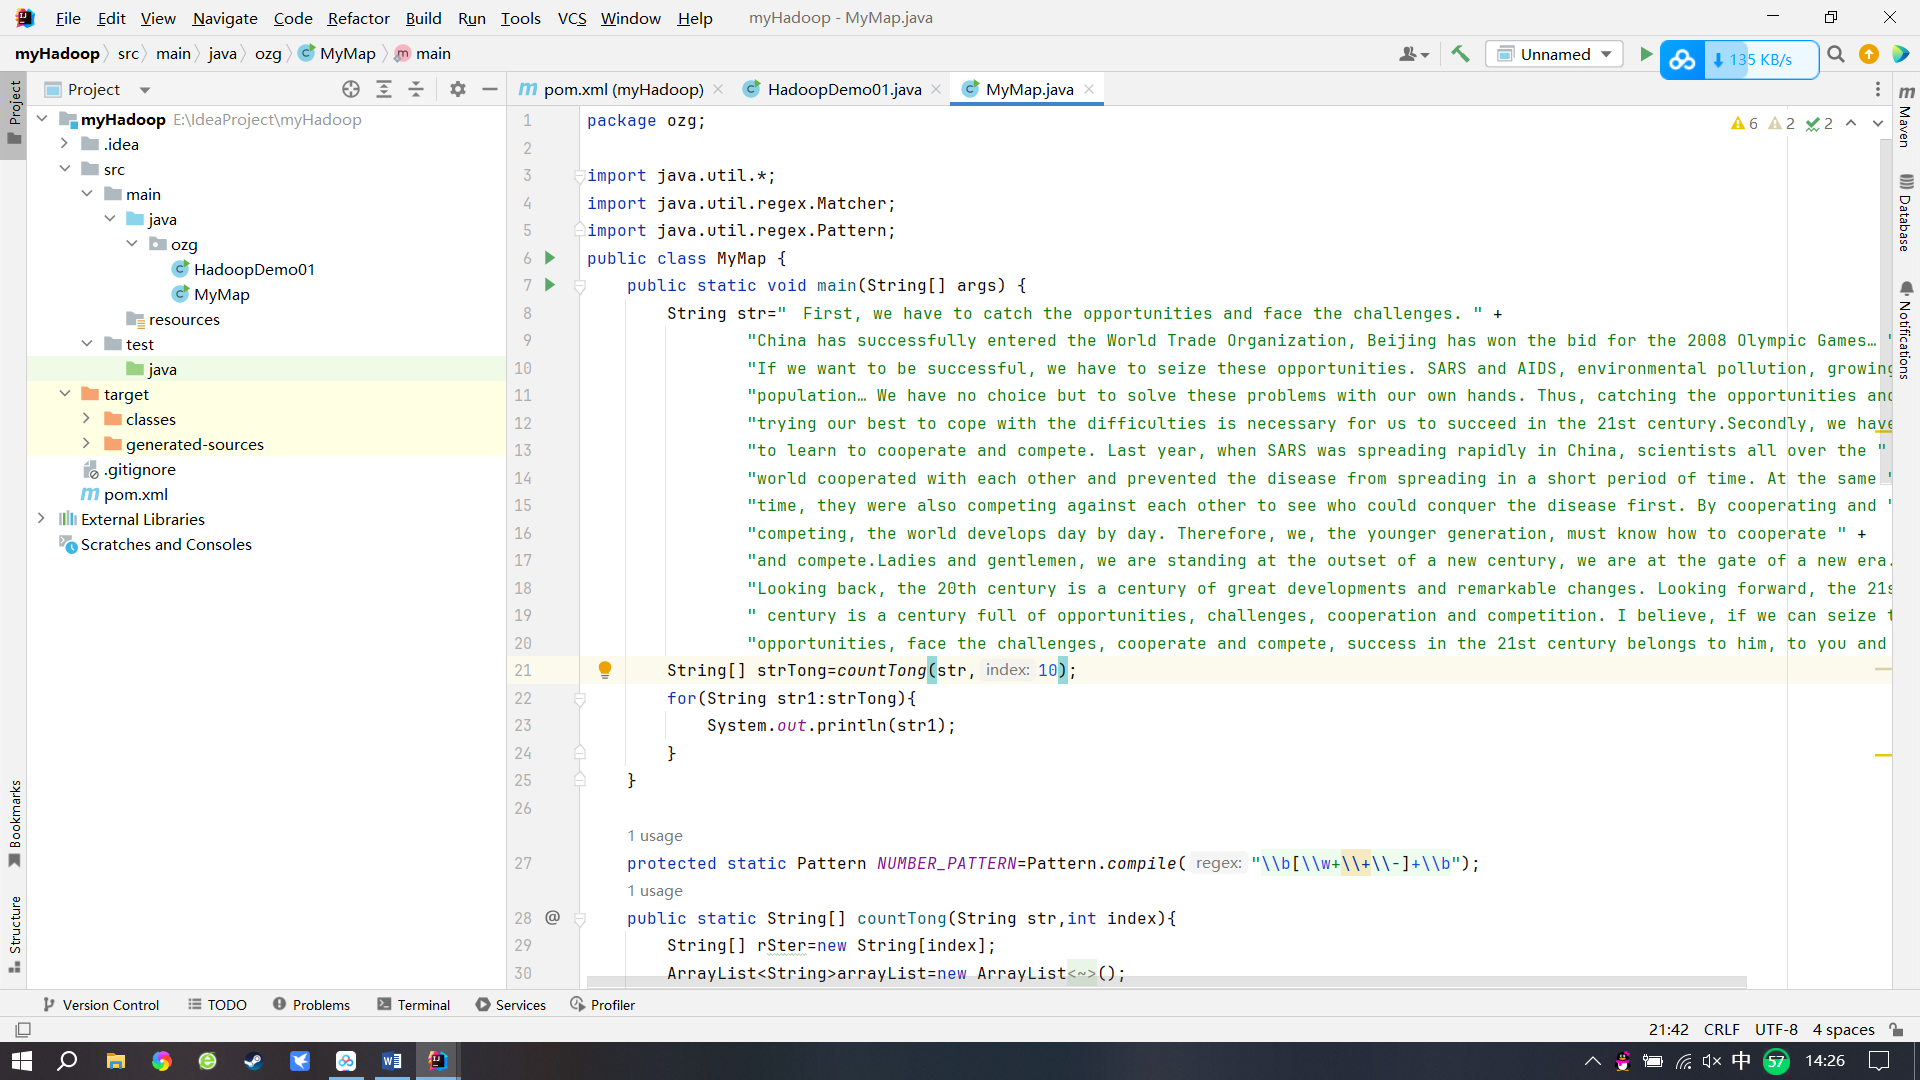 File Edit View Navigate Code Refactor Build Run Tools VCS Window Help myHadoop - MyMap.java
myHadoop src main java ozg MyMap m main Unnamed 135 KB/s
Project
pom.xml (myHadoop) HadoopDemo01.java MyMap.java
myHadoop E:\IdeaProject\myHadoop
.idea
src
main
java
ozg
HadoopDemo01
MyMap
resources
test
java
target
classes
generated-sources
.gitignore
pom.xml
External Libraries
Scratches and Consoles
Project
Bookmarks
Structure
6 2 2
1 package ozg;
2
3 import java.util.*;
4 import java.util.regex.Matcher;
5 import java.util.regex.Pattern;
6 public class MyMap {
7 public static void main(String[] args) {
8 String str="  First, we have to catch the opportunities and face the challenges. " +
9 "China has successfully entered the World Trade Organization, Beijing has won the bid for the 2008 Olympic Games… "
10 "If we want to be successful, we have to seize these opportunities. SARS and AIDS, environmental pollution, growing
11 "population… We have no choice but to solve these problems with our own hands. Thus, catching the opportunities and
12 "trying our best to cope with the difficulties is necessary for us to succeed in the 21st century.Secondly, we have
13 "to learn to cooperate and compete. Last year, when SARS was spreading rapidly in China, scientists all over the "
14 "world cooperated with each other and prevented the disease from spreading in a short period of time. At the same "
15 "time, they were also competing against each other to see who could conquer the disease first. By cooperating and "
16 "competing, the world develops day by day. Therefore, we, the younger generation, must know how to cooperate " +
17 "and compete.Ladies and gentlemen, we are standing at the outset of a new century, we are at the gate of a new era.
18 "Looking back, the 20th century is a century of great developments and remarkable changes. Looking forward, the 21s
19 " century is a century full of opportunities, challenges, cooperation and competition. I believe, if we can seize t
20 "opportunities, face the challenges, cooperate and compete, success in the 21st century belongs to him, to you and
21 String[] strTong=countTong(str, index: 10);
22 for(String str1:strTong){
23 System.out.println(str1);
24 }
25 }
26
1 usage
27 protected static Pattern NUMBER_PATTERN=Pattern.compile( regex: "\\b[\\w+\\+\\-]+\\b");
1 usage
28 @ public static String[] countTong(String str,int index){
29 String[] rSter=new String[index];
30 ArrayList<String>arrayList=new ArrayList<~>();
Maven
Database
Notifications
Version Control TODO Problems Terminal Services Profiler
21:42 CRLF UTF-8 4 spaces
中 57 14:26